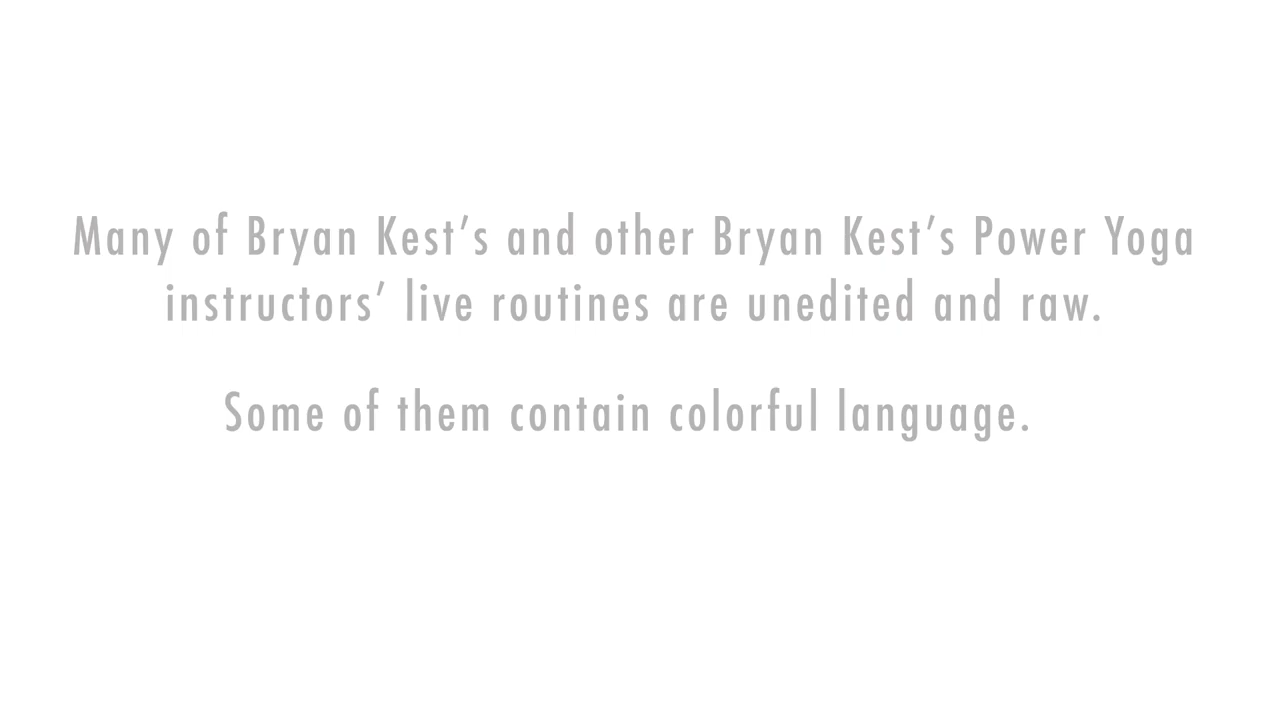 Many of Bryan Kest’s and other Bryan Kest’s Power Yoga
instructors’ live routines are unedited and raw.
Some of them contain colorful language.